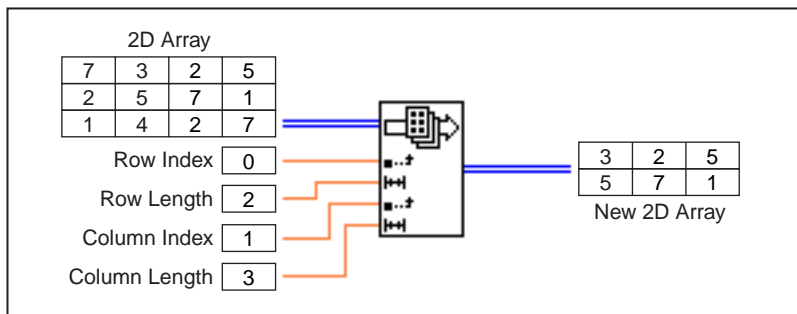 2D Array
7 3 2 5
2 5 7 1
1 4 2 7
Row Index 0
Row Length 2
Column Index 1
Column Length 3
3 2 5
5 7 1
New 2D Array